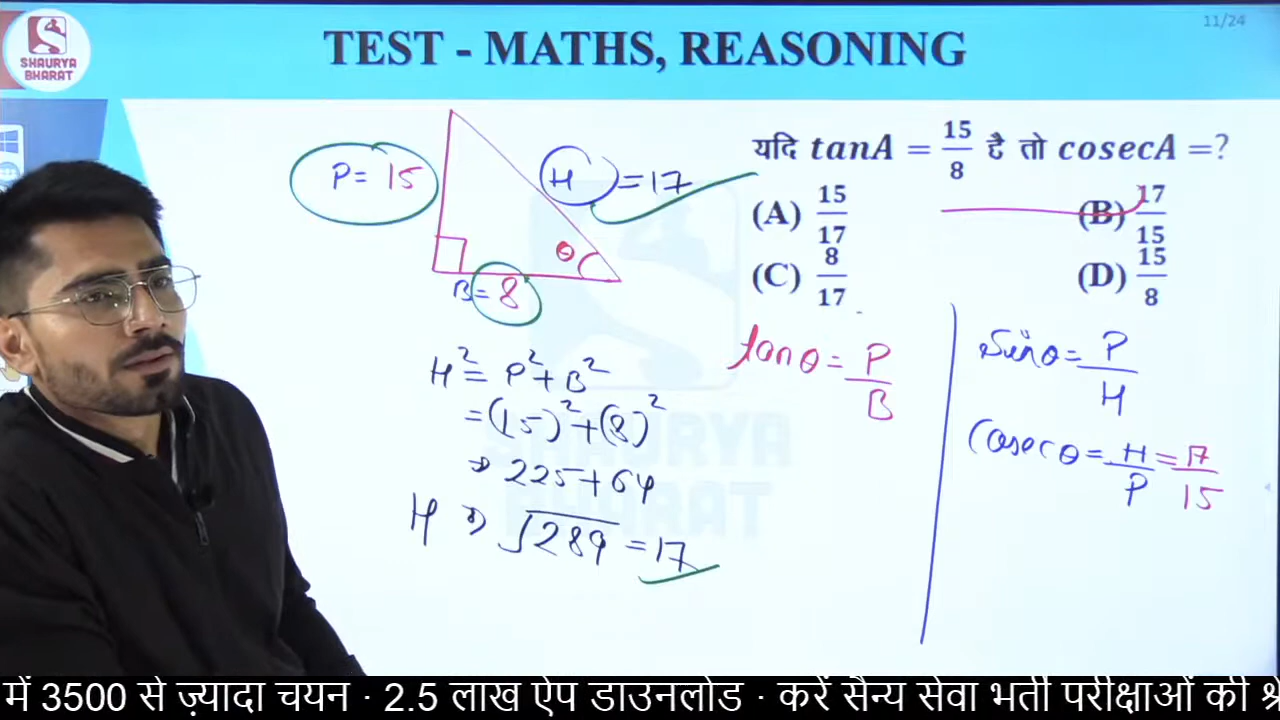 11/24
SHAURYA
BHARAT
TEST - MATHS, REASONING
यदि tanA = 15/8 है तो cosecA =?
(A) 15/17
(B) 17/15
(C) 8/17
(D) 15/8
P = 15
H = 17
θ
B = 8
H² = P² + B²
= (15)² + (8)²
⇒ 225 + 64
H ⇒ √289 = 17
tanθ = P/B
Sinθ = P/H
Cosecθ = H/P = 17/15
SHAURYA
BHARAT
में 3500 से ज़्यादा चयन · 2.5 लाख ऐप डाउनलोड · करें सैन्य सेवा भर्ती परीक्षाओं की श्र